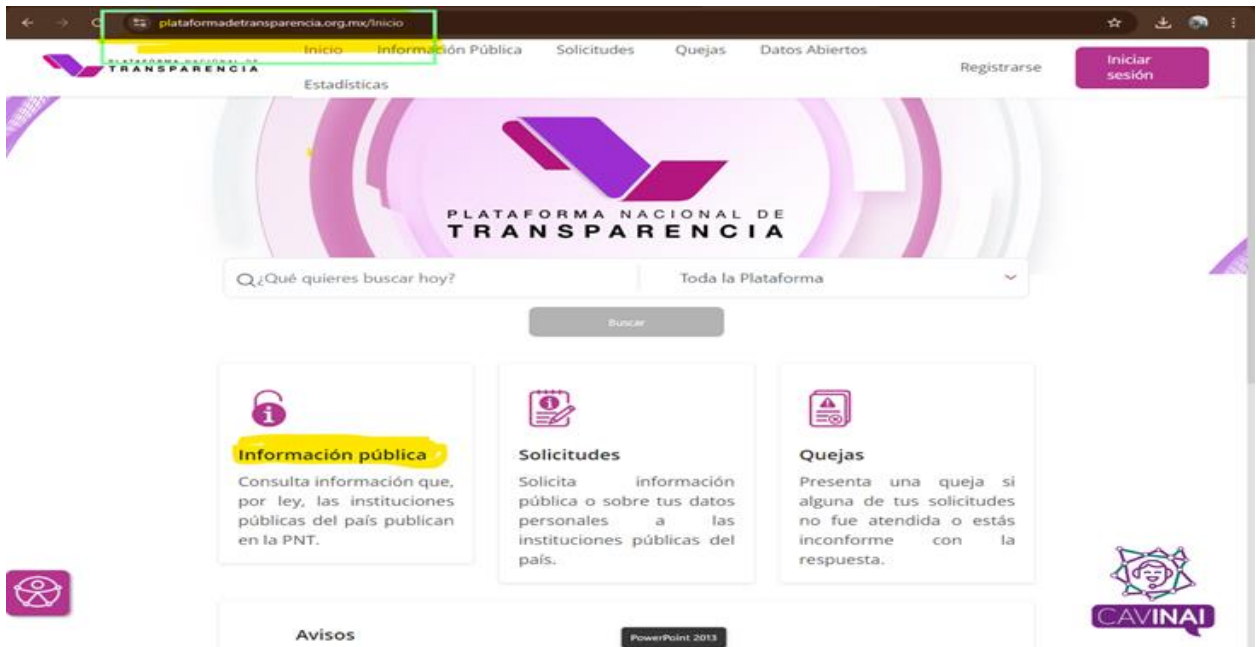 plataformadetransparencia.org.mx/Inicio
Inicio Información Pública Solicitudes Quejas Datos Abiertos
TRANSPARENCIA
Estadísticas
Registrarse
Iniciar
sesión
PLATAFORMA NACIONAL DE
TRANSPARENCIA
¿Qué quieres buscar hoy?
Toda la Plataforma
Buscar
Información pública
Consulta información que,
por ley, las instituciones
públicas del país publican
en la PNT.
Solicitudes
Solicita información
pública o sobre tus datos
personales a las
instituciones públicas del
país.
Quejas
Presenta una queja si
alguna de tus solicitudes
no fue atendida o estás
inconforme con la
respuesta.
CAVINAI
Avisos
PowerPoint 2013